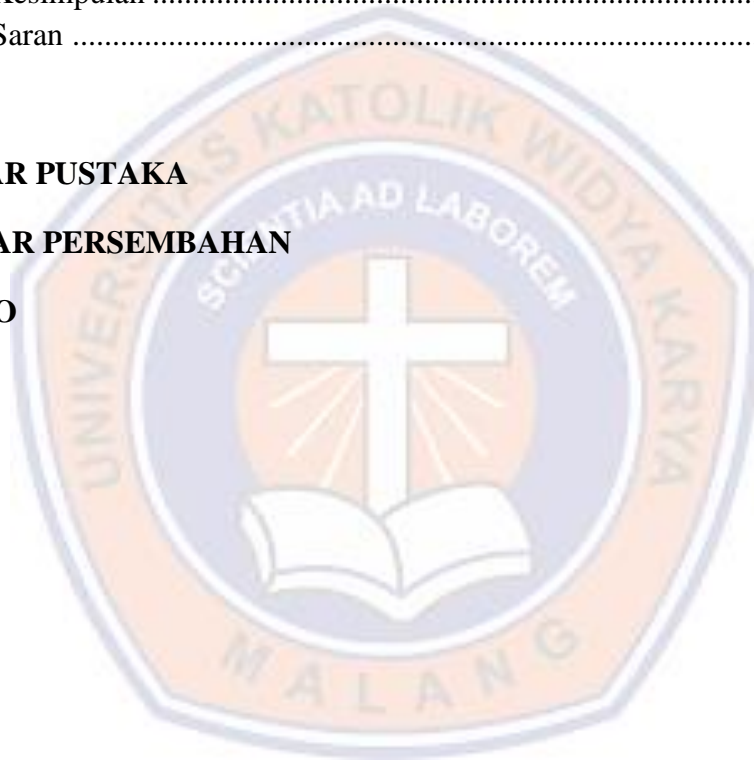 Kesimpulan ............................................................................
Saran ......................................................................................
AR PUSTAKA
AR PERSEMBAHAN
O
UNIVERSITAS KATOLIK WIDYA KARYA
SCIENTIA AD LABOREM
MALANG